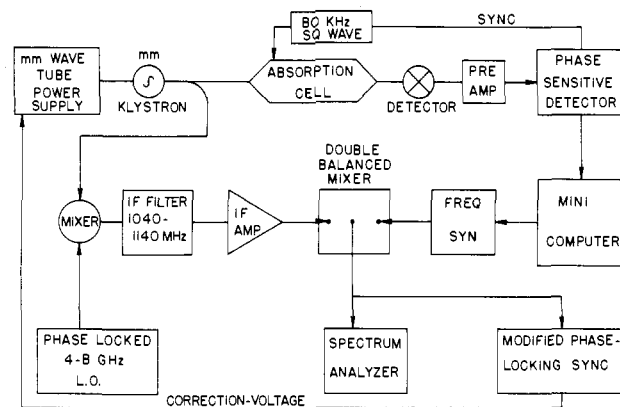 BQ KHz
SQ WAVE
SYNC
mm WAVE
TUBE
POWER
SUPPLY
mm
KLYSTRON
ABSORPTION
CELL
DETECTOR
PRE
AMP
PHASE
SENSITIVE
DETECTOR
DOUBLE
BALANCED
MIXER
MIXER
IF FILTER
1040-
1140 MHz
IF
AMP
FREQ
SYN
MINI
COMPUTER
PHASE LOCKED
4-B GHz
L.O.
SPECTRUM
ANALYZER
MODIFIED PHASE-
LOCKING SYNC
CORRECTION-VOLTAGE